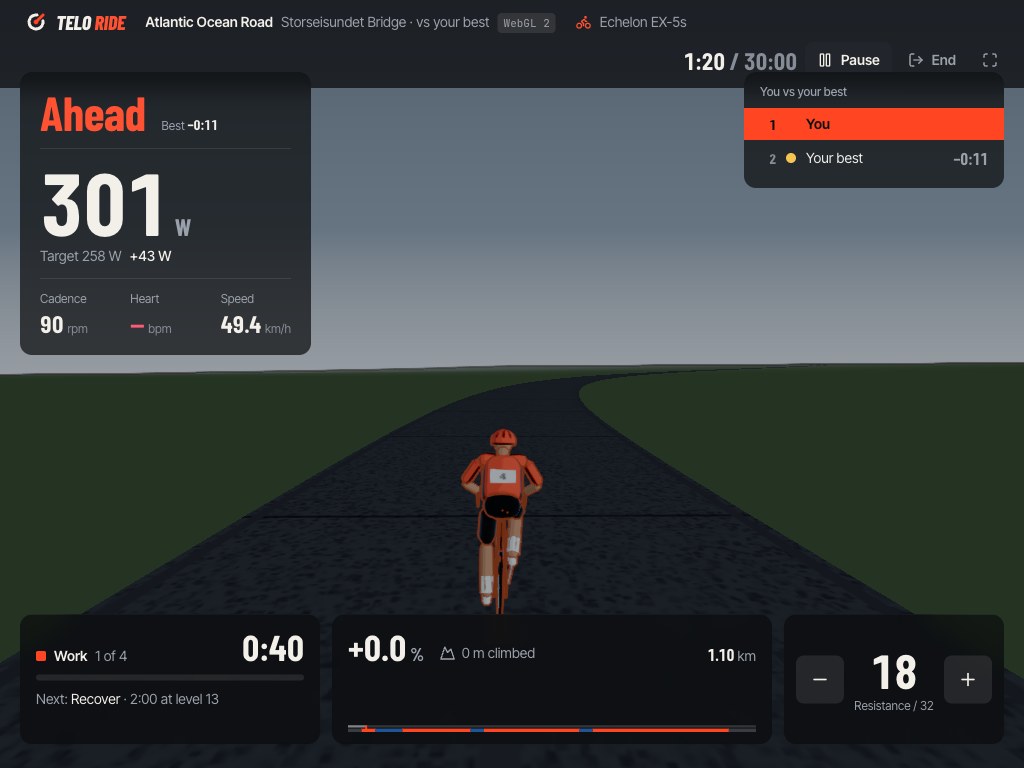 TELO RIDE Atlantic Ocean Road Storseisundet Bridge · vs your best WebGL 2 Echelon EX-5s
1:20 / 30:00 Pause End
Ahead Best −0:11
301 W
Target 258 W +43 W
Cadence Heart Speed
90 rpm — bpm 49.4 km/h
You vs your best
1 You
2 Your best −0:11
4
Work 1 of 4 0:40
Next: Recover · 2:00 at level 13
+0.0 % 0 m climbed 1.10 km
− 18 +
Resistance / 32